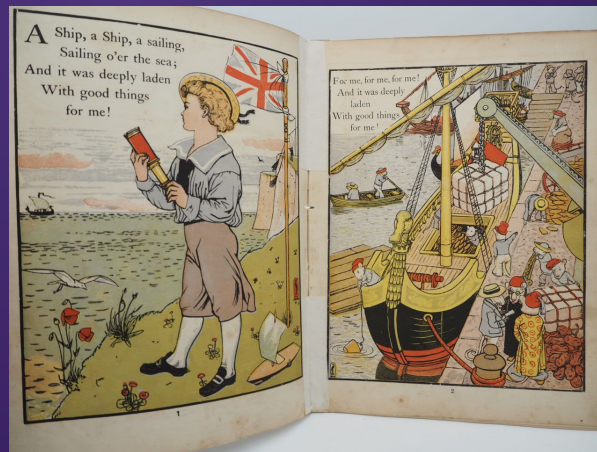 A Ship, a Ship, a sailing,
Sailing o'er the sea;
And it was deeply laden
With good things
for me!
1
For me, for me, for me!
And it was deeply
laden
With good things
for me!
2